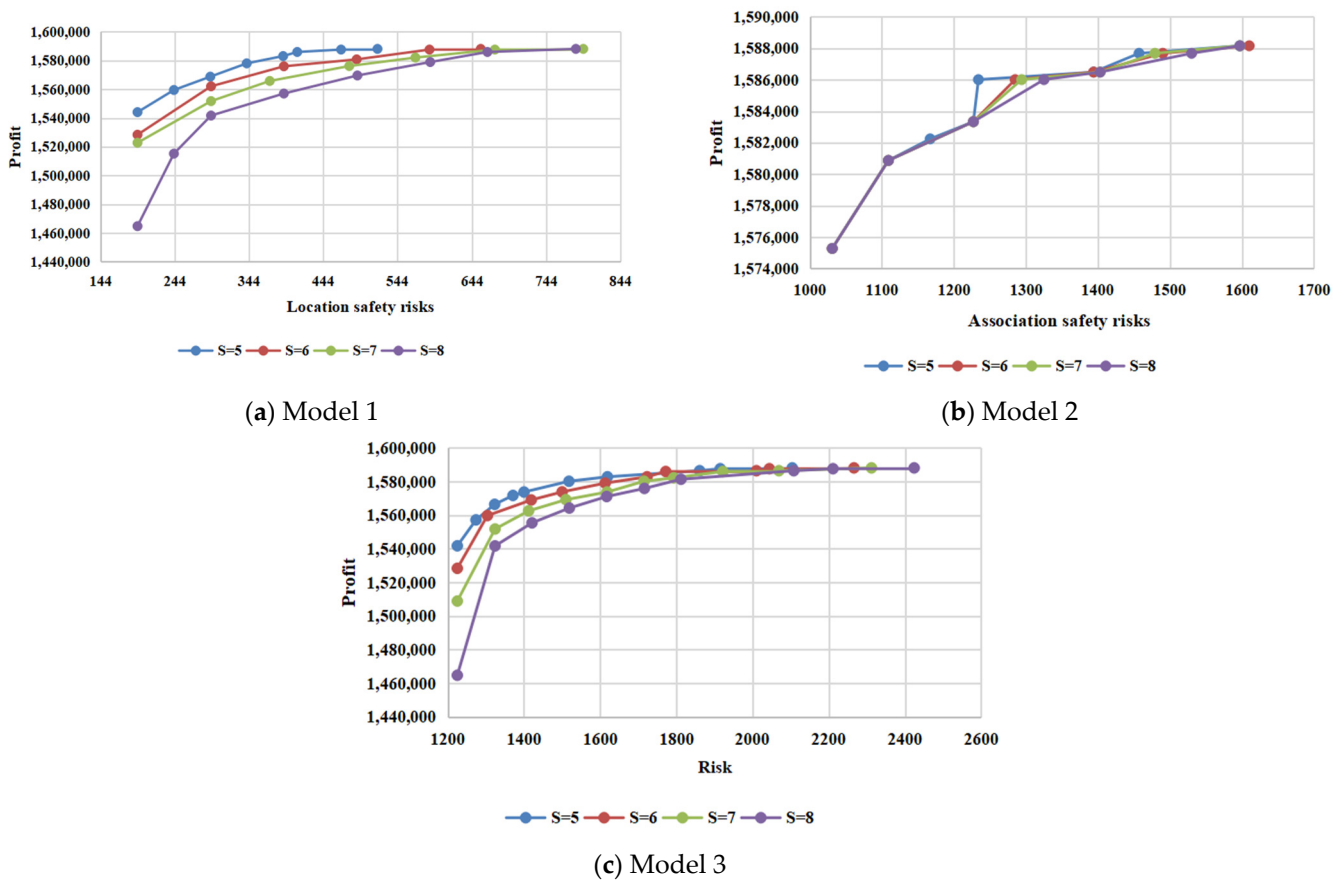 1,600,000
1,580,000
1,560,000
1,540,000
1,520,000
1,500,000
1,480,000
1,460,000
1,440,000
Profit
144 244 344 444 544 644 744 844
Location safety risks
S=5 S=6 S=7 S=8
(a) Model 1
1,590,000
1,588,000
1,586,000
1,584,000
1,582,000
1,580,000
1,578,000
1,576,000
1,574,000
Profit
1000 1100 1200 1300 1400 1500 1600 1700
Association safety risks
S=5 S=6 S=7 S=8
(b) Model 2
1,600,000
1,580,000
1,560,000
1,540,000
1,520,000
1,500,000
1,480,000
1,460,000
1,440,000
Profit
1200 1400 1600 1800 2000 2200 2400 2600
Risk
S=5 S=6 S=7 S=8
(c) Model 3